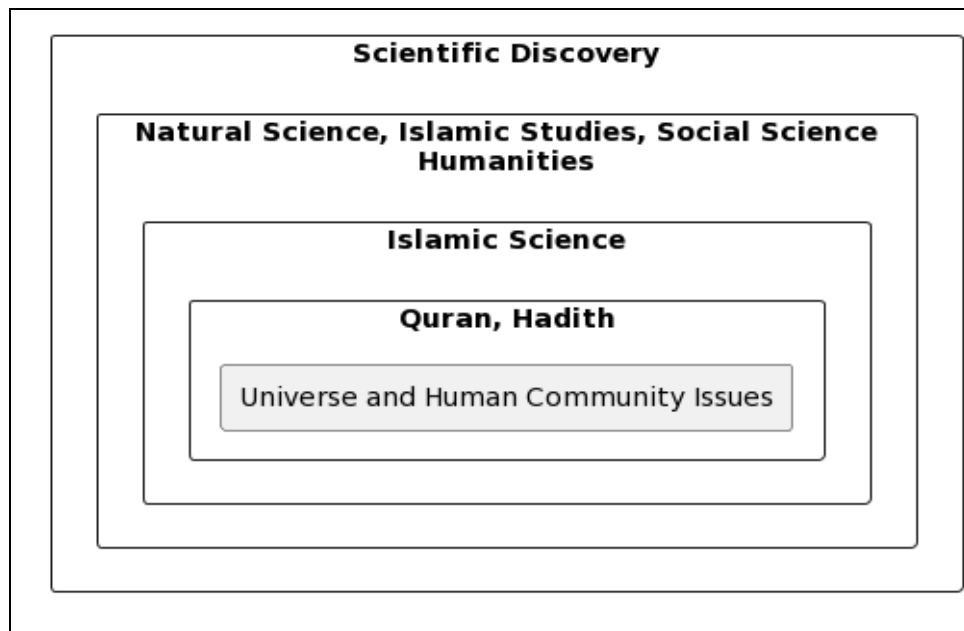 Scientific Discovery
Natural Science, Islamic Studies, Social Science
Humanities
Islamic Science
Quran, Hadith
Universe and Human Community Issues